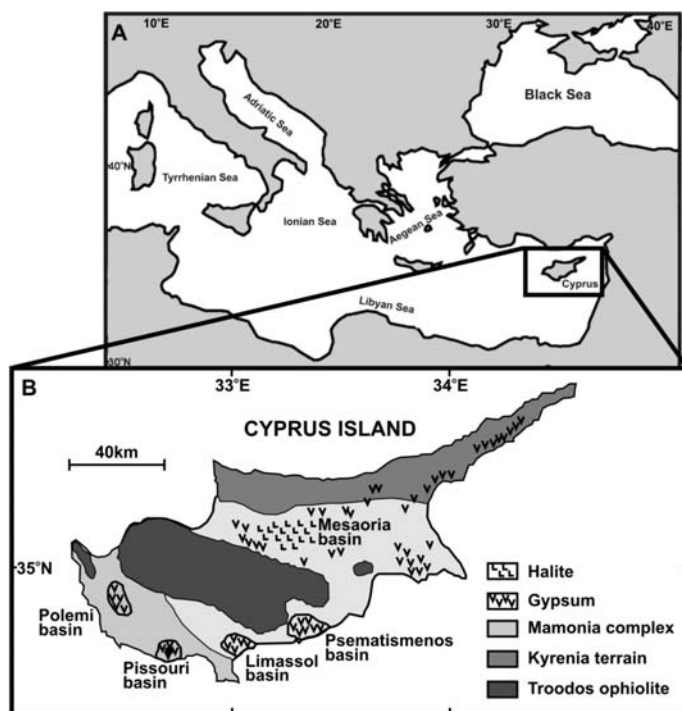 10°E
20°E
30°E
40°E
A
Black Sea
Adriatic Sea
40°N
Tyrrhenian Sea
Ionian Sea
Aegean Sea
Cyprus
Libyan Sea
30°N
B
33°E
34°E
CYPRUS ISLAND
40km
Mesaoria
basin
35°N
Halite
Gypsum
Mamonia complex
Kyrenia terrain
Troodos ophiolite
Polemi
basin
Pissouri
basin
Limassol
basin
Psematismenos
basin